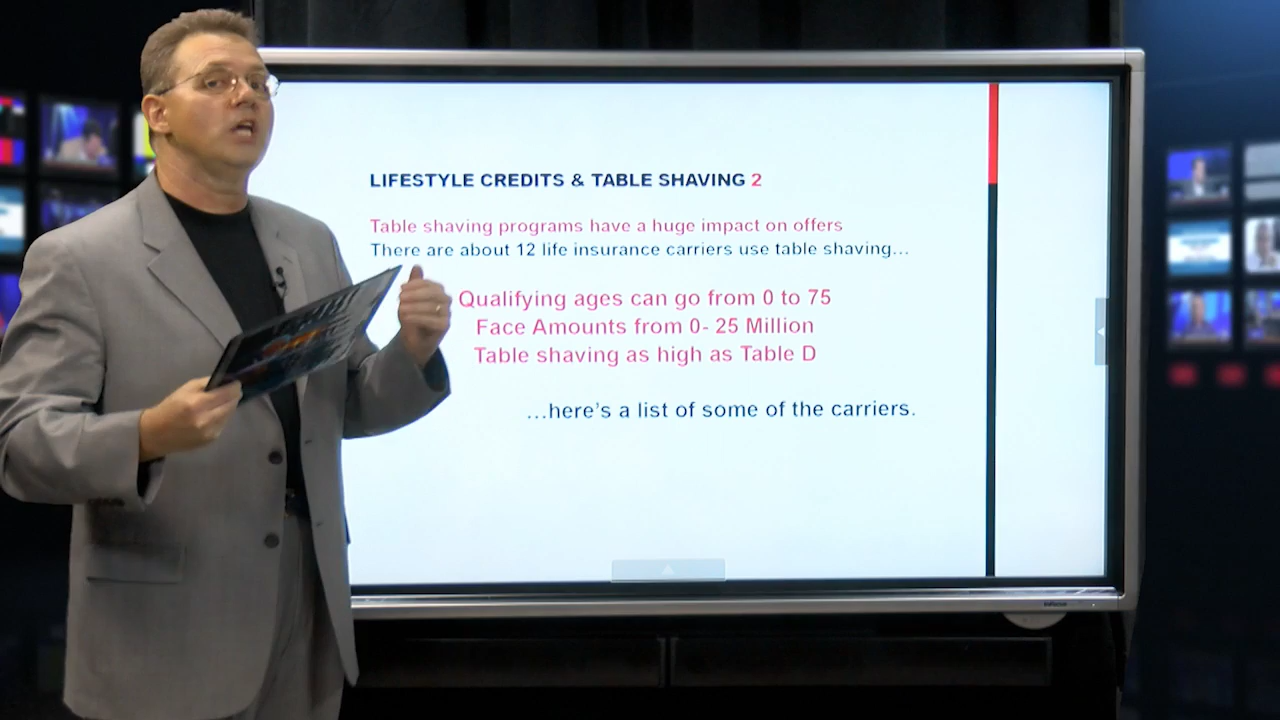 LIFESTYLE CREDITS & TABLE SHAVING 2
Table shaving programs have a huge impact on offers
There are about 12 life insurance carriers use table shaving...
Qualifying ages can go from 0 to 75
Face Amounts from 0- 25 Million
Table shaving as high as Table D
...here's a list of some of the carriers.
InFocus